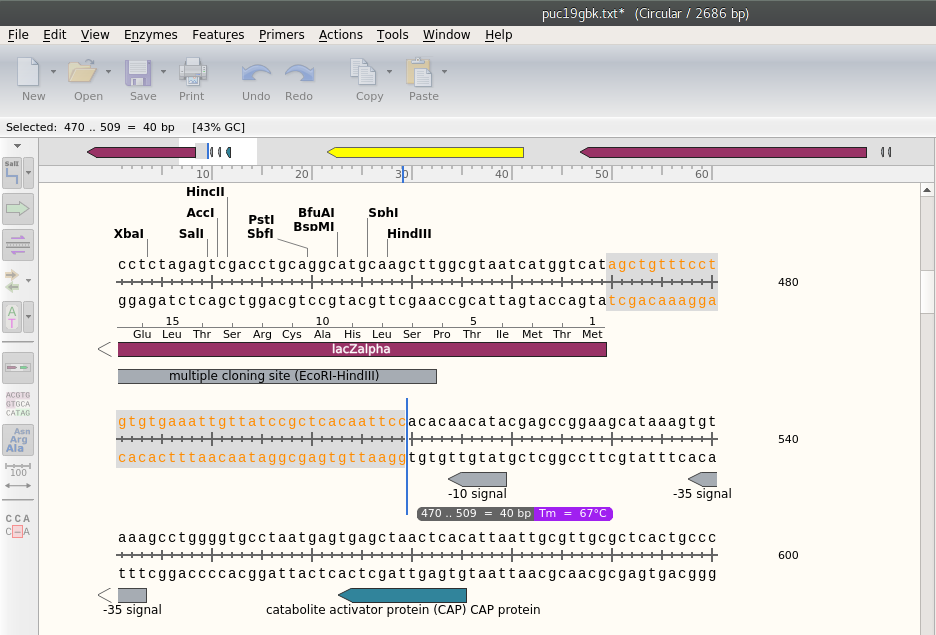 puc19gbk.txt* (Circular / 2686 bp)
File Edit View Enzymes Features Primers Actions Tools Window Help
New Open Save Print Undo Redo Copy Paste
Selected: 470 .. 509 = 40 bp [43% GC]
SalI
10 20 30 40 50 60
HincII
AccI PstI BfuAI SphI
XbaI SalI SbfI BspMI HindIII
cctctagagtcgacctgcaggcatgcaagcttggcgtaatcatggtcatagctgtttcct
480
ggagatctcagctggacgtccgtacgttcgaaccgcattagtaccagtatcgacaaagga
15 10 5 1
Glu Leu Thr Ser Arg Cys Ala His Leu Ser Pro Thr Ile Met Thr Met
lacZalpha
multiple cloning site (EcoRI-HindIII)
gtgtgaaattgttatccgctcacaattccacacaacatacgagccggaagcataaagtgt
540
cacactttaacaataggcgagtgttaaggtgtgttgtatgctcggccttcgtatttcaca
-10 signal -35 signal
470 .. 509 = 40 bp Tm = 67°C
aaagcctggggtgcctaatgagtgagctaactcacattaattgcgttgcgctcactgccc
600
tttcggaccccacggattactcactcgattgagtgtaattaacgcaacgcgagtgacggg
-35 signal catabolite activator protein (CAP) CAP protein
A
T
ACGTG
GTGCA
CATAG
Asn
Arg
Ala
100
CCA
C–A